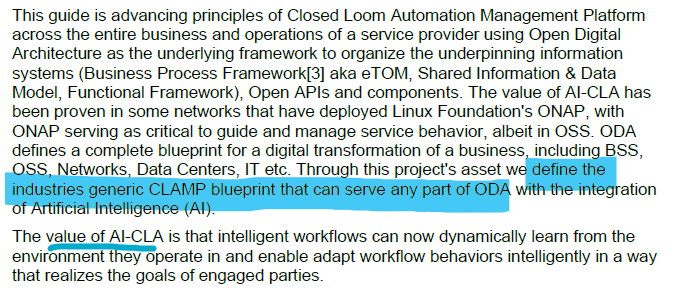 This guide is advancing principles of Closed Loom Automation Management Platform
across the entire business and operations of a service provider using Open Digital
Architecture as the underlying framework to organize the underpinning information
systems (Business Process Framework[3] aka eTOM, Shared Information & Data
Model, Functional Framework), Open APIs and components. The value of AI-CLA has
been proven in some networks that have deployed Linux Foundation's ONAP, with
ONAP serving as critical to guide and manage service behavior, albeit in OSS. ODA
defines a complete blueprint for a digital transformation of a business, including BSS,
OSS, Networks, Data Centers, IT etc. Through this project's asset we define the
industries generic CLAMP blueprint that can serve any part of ODA with the integration
of Artificial Intelligence (AI).
The value of AI-CLA is that intelligent workflows can now dynamically learn from the
environment they operate in and enable adapt workflow behaviors intelligently in a way
that realizes the goals of engaged parties.